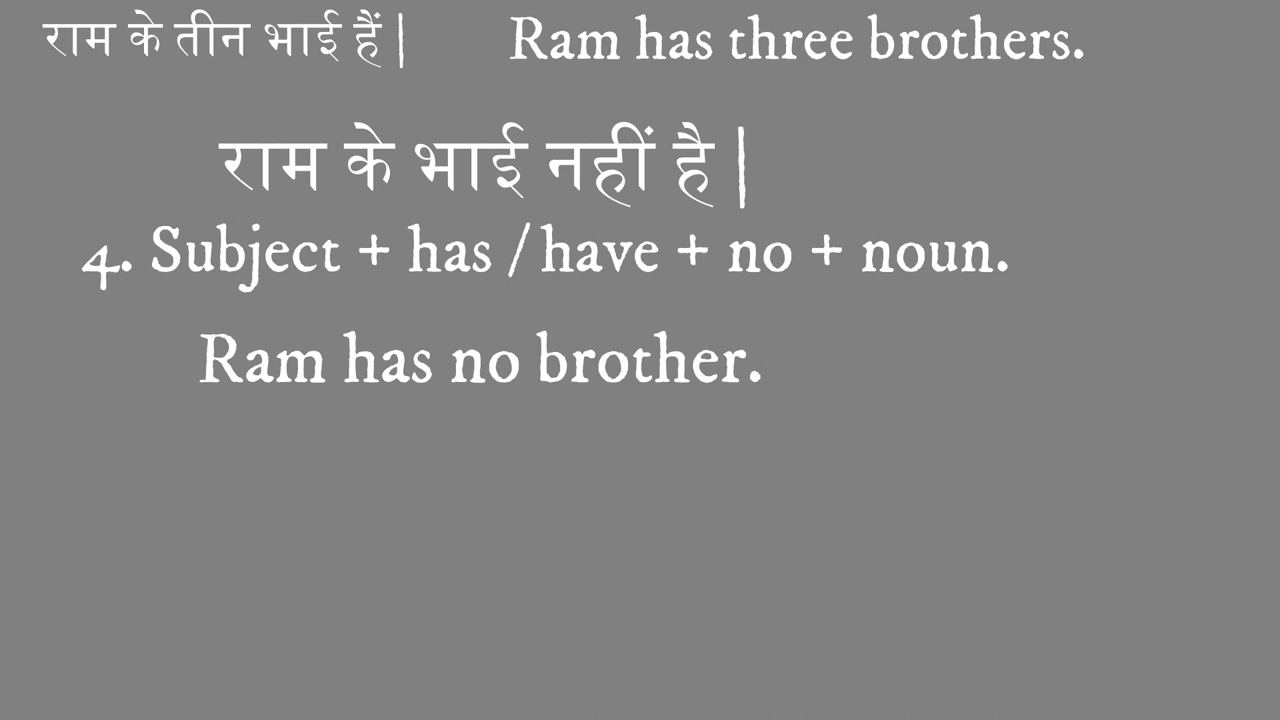 राम के तीन भाई हैं | Ram has three brothers.
राम के भाई नहीं है |
4. Subject + has / have + no + noun.
Ram has no brother.